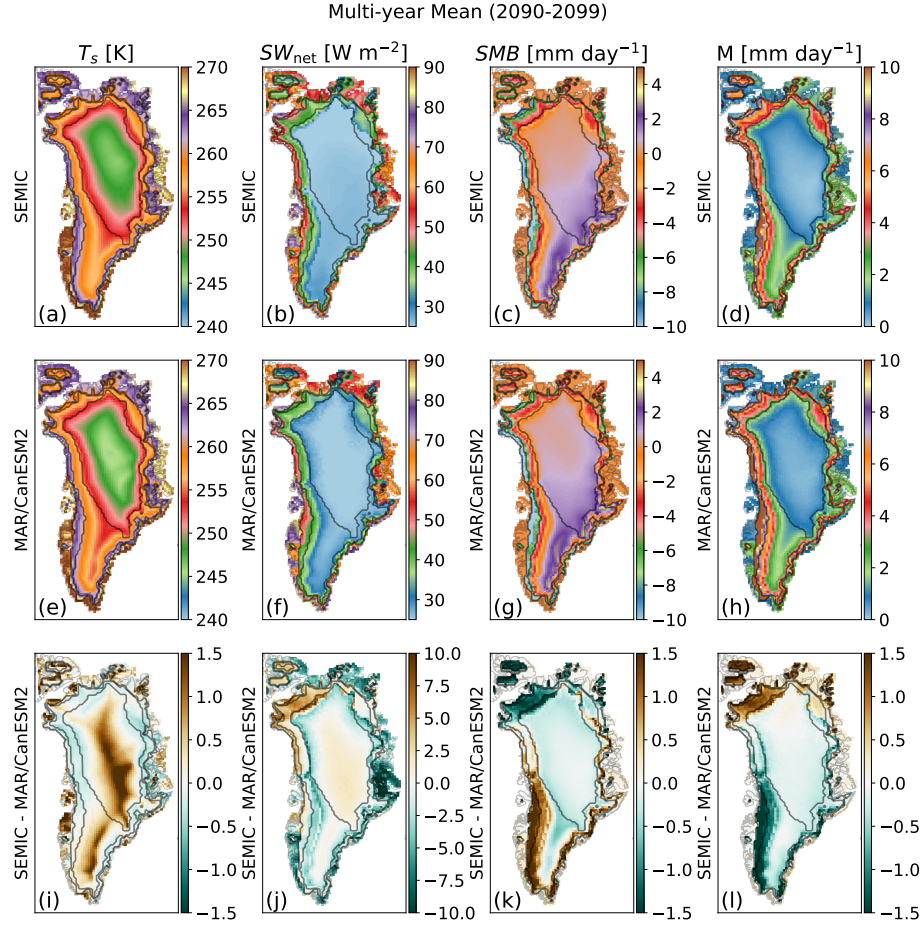 Multi-year Mean (2090-2099)
T_s [K]
SW_net [W m⁻²]
SMB [mm day⁻¹]
M [mm day⁻¹]
SEMIC
(a)
270
265
260
255
250
245
240
SEMIC
(b)
90
80
70
60
50
40
30
SEMIC
(c)
4
2
0
−2
−4
−6
−8
−10
SEMIC
(d)
10
8
6
4
2
0
MAR/CanESM2
(e)
270
265
260
255
250
245
240
MAR/CanESM2
(f)
90
80
70
60
50
40
30
MAR/CanESM2
(g)
4
2
0
−2
−4
−6
−8
−10
MAR/CanESM2
(h)
10
8
6
4
2
0
SEMIC - MAR/CanESM2
(i)
1.5
1.0
0.5
0.0
−0.5
−1.0
−1.5
SEMIC - MAR/CanESM2
(j)
10.0
7.5
5.0
2.5
0.0
−2.5
−5.0
−7.5
−10.0
SEMIC - MAR/CanESM2
(k)
1.5
1.0
0.5
0.0
−0.5
−1.0
−1.5
SEMIC - MAR/CanESM2
(l)
1.5
1.0
0.5
0.0
−0.5
−1.0
−1.5